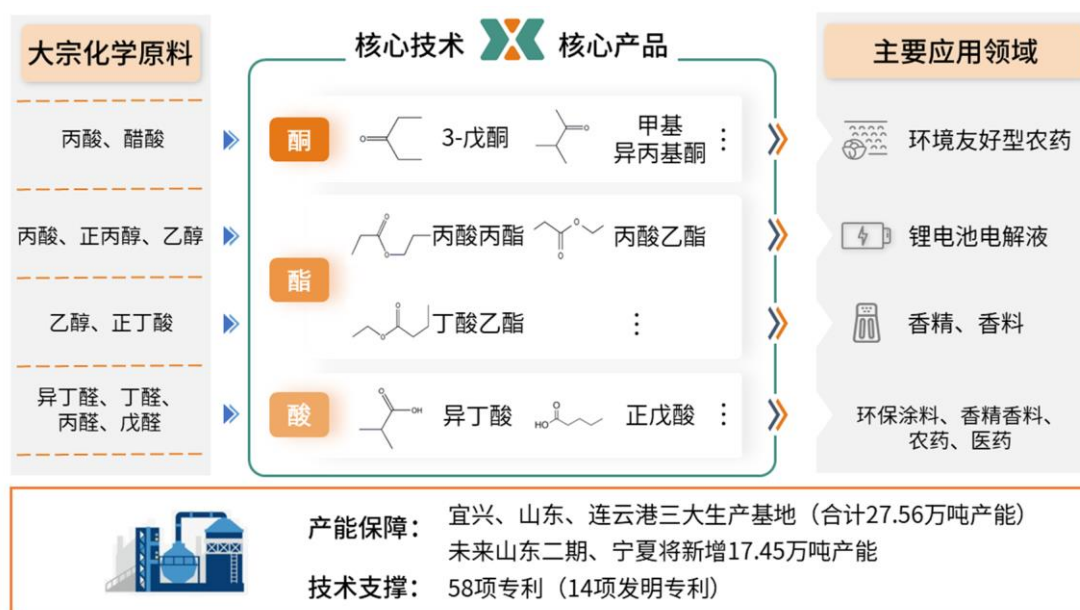 大宗化学原料
核心技术 核心产品
主要应用领域
丙酸、醋酸
酮
O
3-戊酮
O
甲基
异丙基酮
⋮
环境友好型农药
丙酸、正丙醇、乙醇
酯
O
O
丙酸丙酯
O
O
丙酸乙酯
锂电池电解液
乙醇、正丁酸
O
O
丁酸乙酯
⋮
香精、香料
异丁醛、丁醛、
丙醛、戊醛
酸
O
OH
异丁酸
O
HO
正戊酸
⋮
环保涂料、香精香料、
农药、医药
产能保障：
宜兴、山东、连云港三大生产基地（合计27.56万吨产能）
未来山东二期、宁夏将新增17.45万吨产能
技术支撑：
58项专利（14项发明专利）